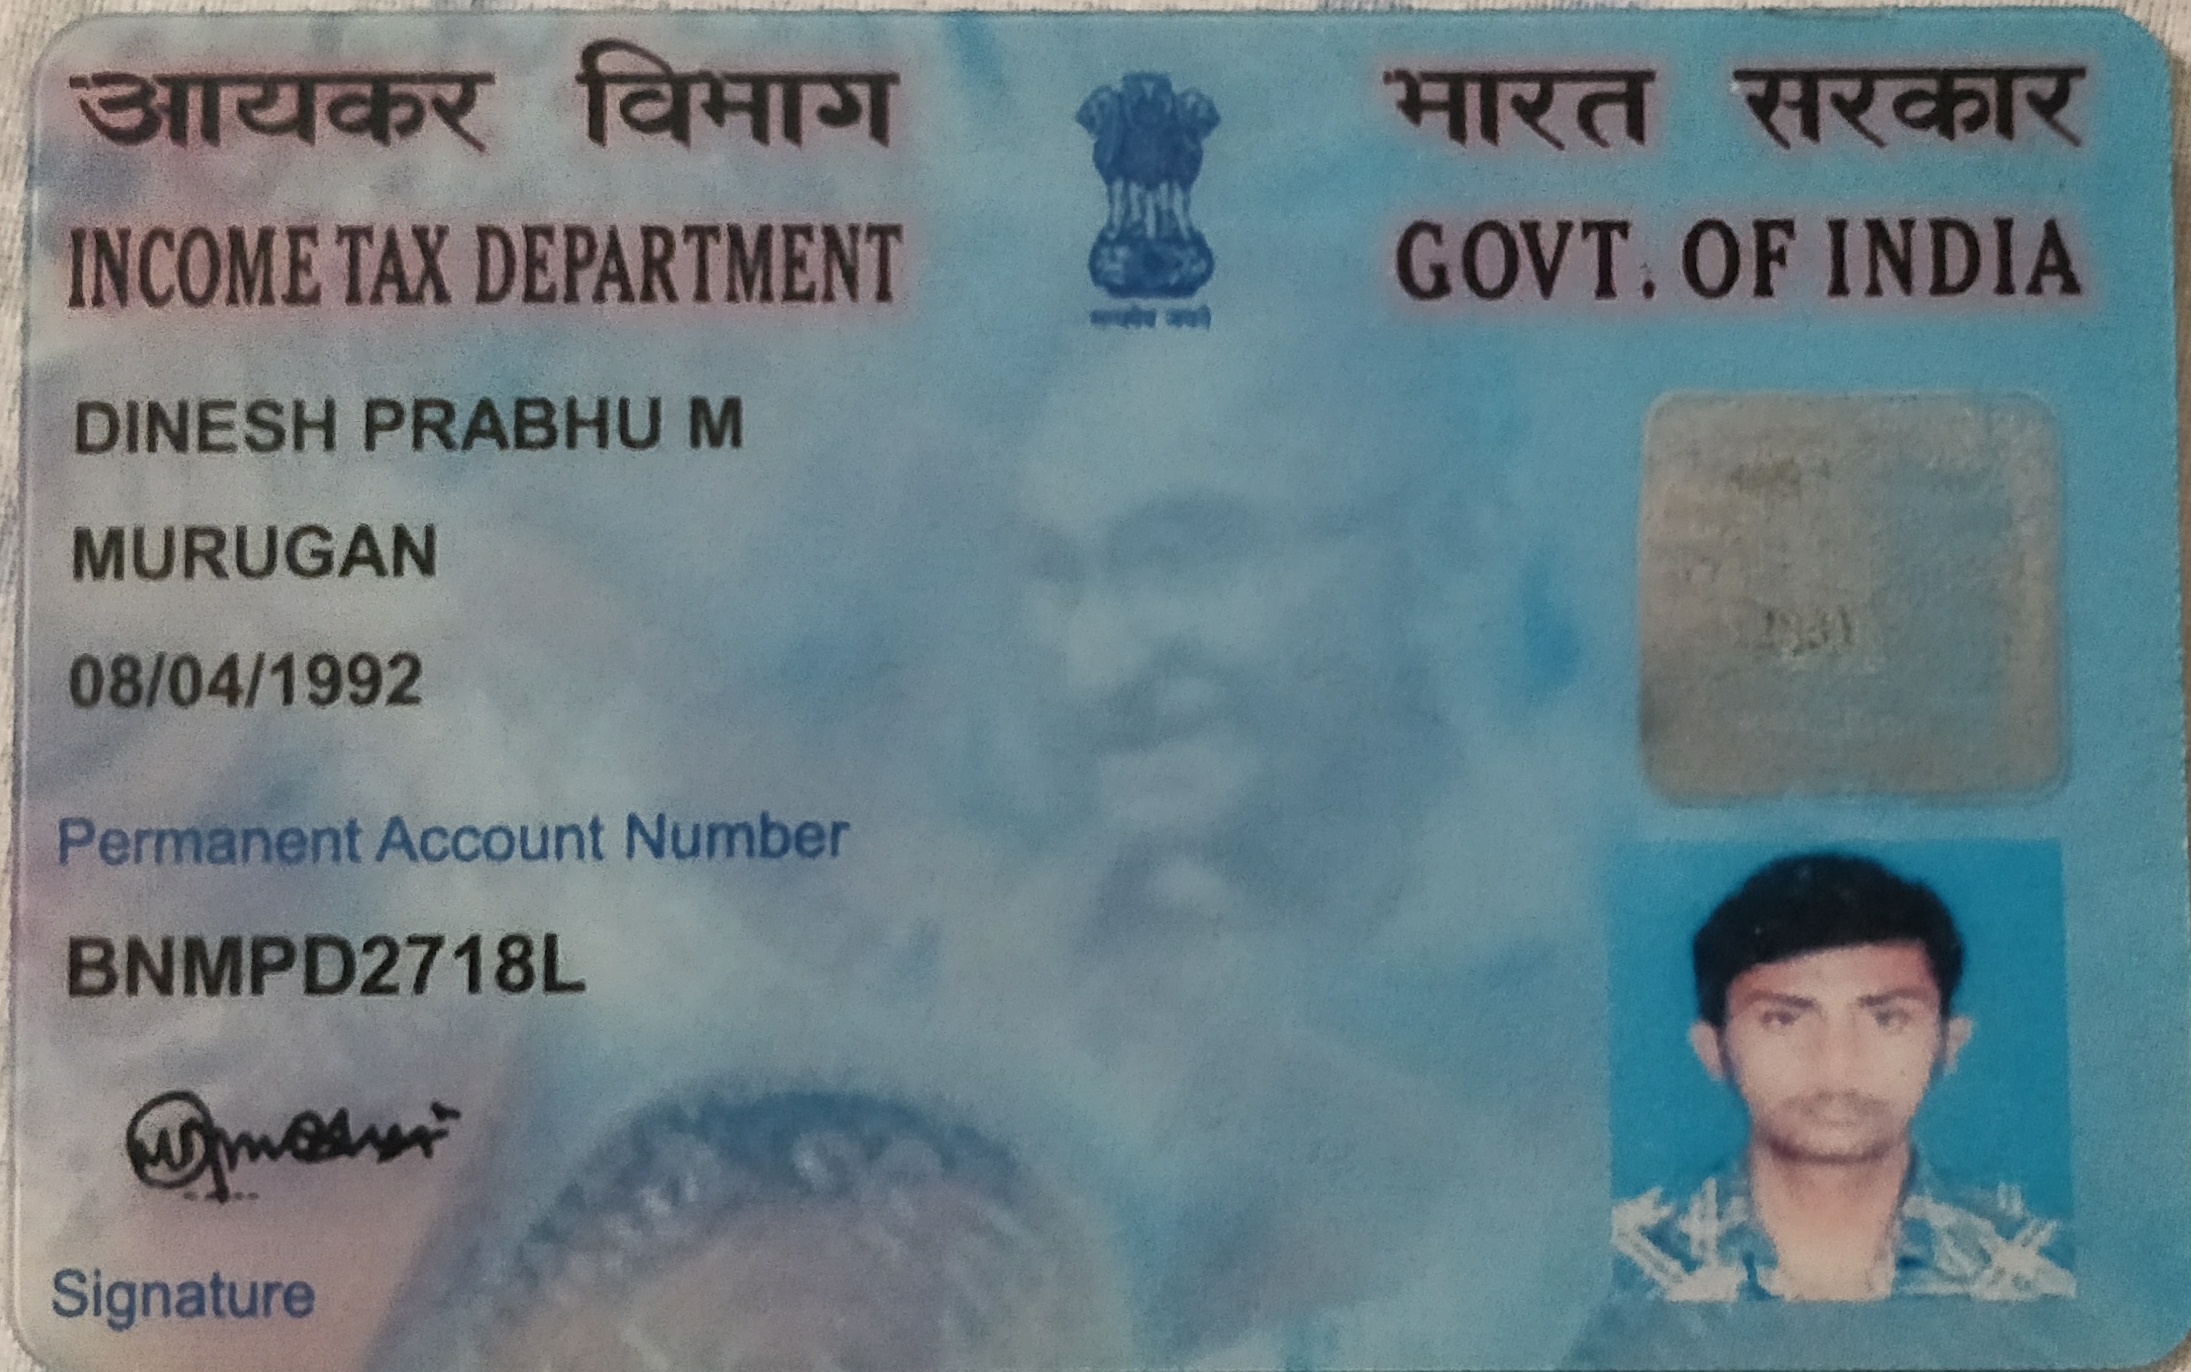 आयकर विभाग
भारत सरकार
INCOME TAX DEPARTMENT
GOVT. OF INDIA
सत्यमेव जयते
DINESH PRABHU M
MURUGAN
08/04/1992
Permanent Account Number
BNMPD2718L
Signature